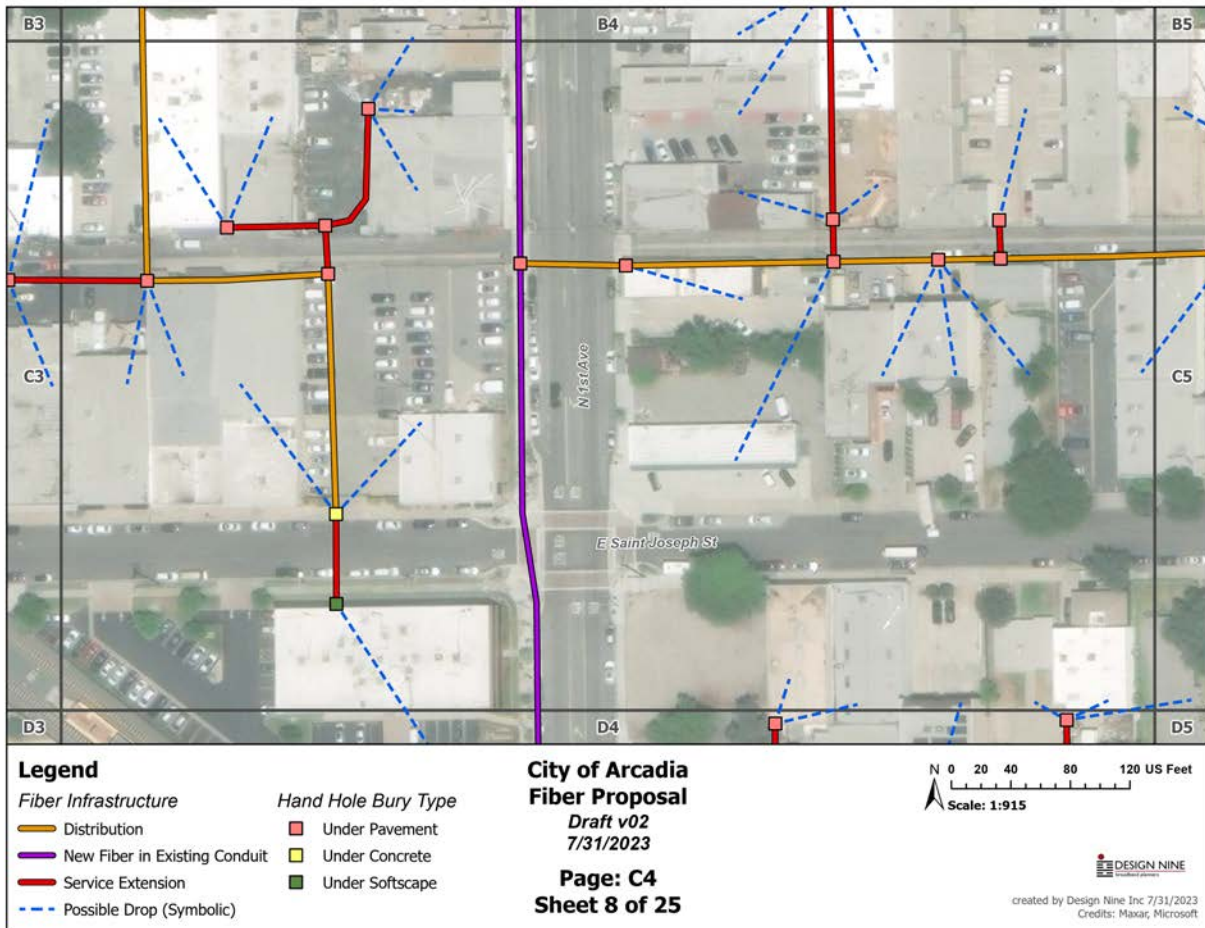 B3
B4
B5
C3
N 1st Ave
C5
E Saint Joseph St
D3
D4
D5
Legend
Fiber Infrastructure
Distribution
New Fiber in Existing Conduit
Service Extension
Possible Drop (Symbolic)
Hand Hole Bury Type
Under Pavement
Under Concrete
Under Softscape
City of Arcadia
Fiber Proposal
Draft v02
7/31/2023
Page: C4
Sheet 8 of 25
N
0 20 40 80 120 US Feet
Scale: 1:915
DESIGN NINE
broadband planners
created by Design Nine Inc 7/31/2023
Credits: Maxar, Microsoft